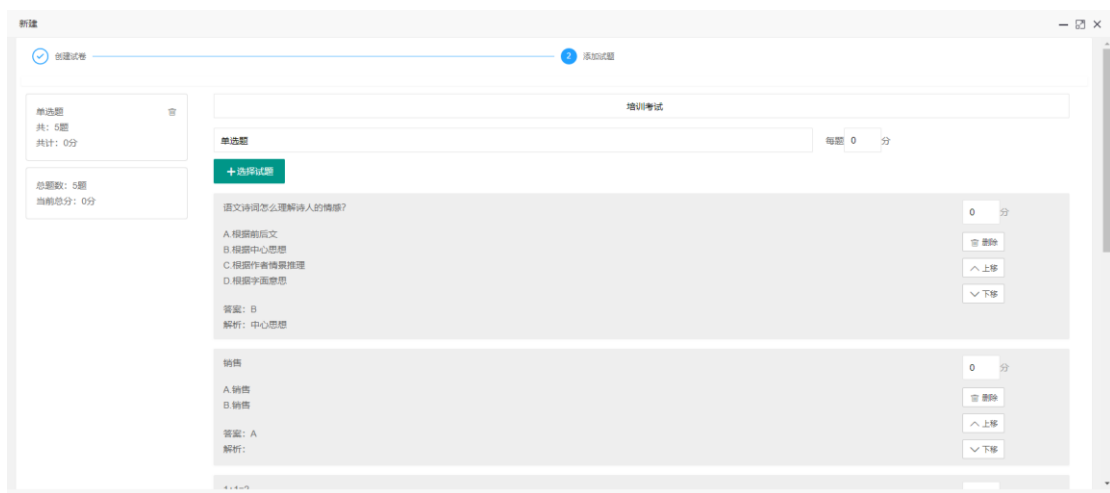 新建
创建试卷
2 添加试题
单选题
共：5题
共计：0分
总题数：5题
当前总分：0分
培训考试
单选题
每题 0 分
选择试题
语文诗词怎么理解诗人的情感?
A.根据前后文
B.根据中心思想
C.根据作者情景推理
D.根据字面意思
答案：B
解析：中心思想
0 分
删除
上移
下移
销售
A.销售
B.销售
答案：A
解析：
0 分
删除
上移
下移